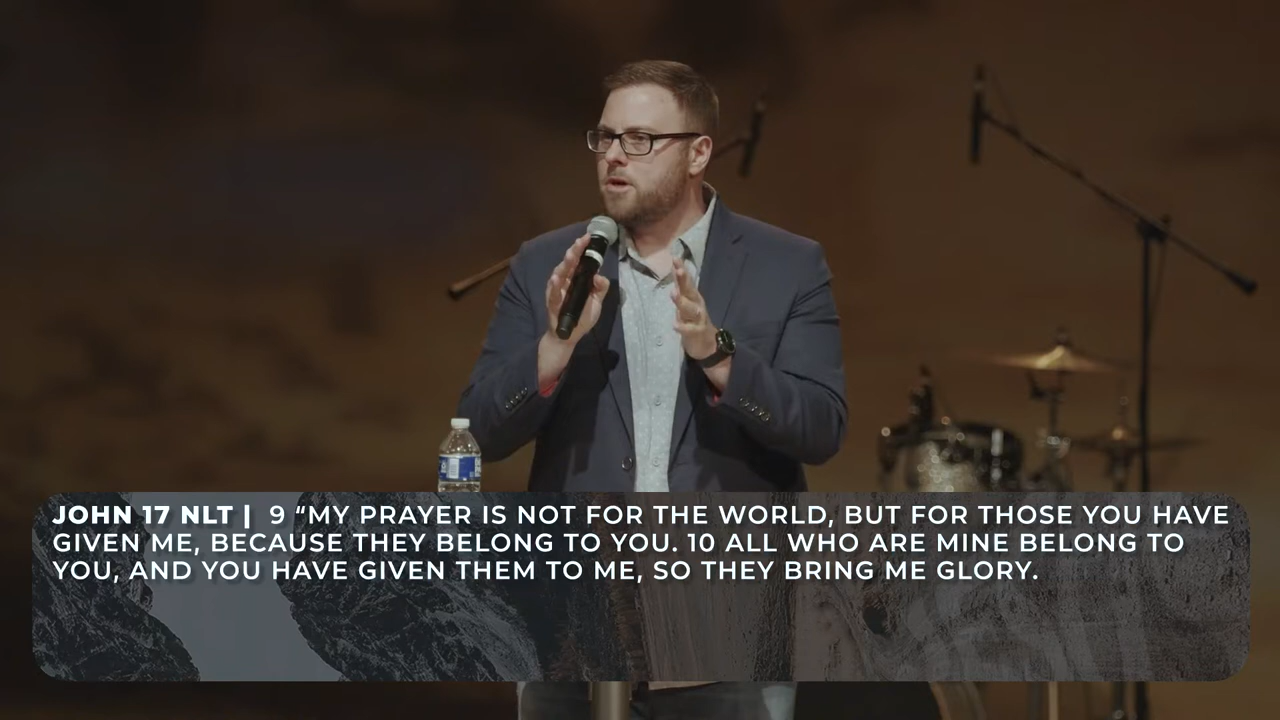 JOHN 17 NLT | 9 “MY PRAYER IS NOT FOR THE WORLD, BUT FOR THOSE YOU HAVE
GIVEN ME, BECAUSE THEY BELONG TO YOU. 10 ALL WHO ARE MINE BELONG TO
YOU, AND YOU HAVE GIVEN THEM TO ME, SO THEY BRING ME GLORY.